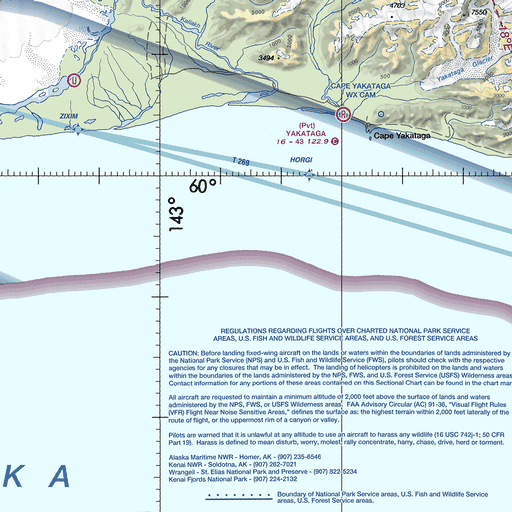 4703
7550
Kaliakh
River
3000
1000
3494
Yakataga Glacier
-18°E
CAPE YAKATAGA
WX CAM
U
ZIXIM
(Pvt)
YAKATAGA
16 - 43 122.9 C
Cape Yakataga
T 269
HORGI
60°
143°
REGULATIONS REGARDING FLIGHTS OVER CHARTED NATIONAL PARK SERVICE
AREAS, U.S. FISH AND WILDLIFE SERVICE AREAS, AND U.S. FOREST SERVICE AREAS
CAUTION: Before landing fixed-wing aircraft on the lands or waters within the boundaries of lands administered by
the National Park Service (NPS) and U.S. Fish and Wildlife Service (FWS), pilots should check with the respective
agencies for any closures that may be in effect. The landing of helicopters is prohibited on the lands and waters
within the boundaries of the lands administered by the NPS, FWS, and U.S. Forest Service (USFS) Wilderness areas
Contact information for any portions of these areas contained on this Sectional Chart can be found in the chart mar
All aircraft are requested to maintain a minimum altitude of 2,000 feet above the surface of lands and waters
administered by the NPS, FWS, or USFS Wilderness areas. FAA Advisory Circular (AC) 91-36, "Visual Flight Rules
(VFR) Flight Near Noise Sensitive Areas," defines the surface as: the highest terrain within 2,000 feet laterally of the
route of flight, or the uppermost rim of a canyon or valley.
Pilots are warned that it is unlawful at any altitude to use an aircraft to harass any wildlife (16 USC 742j-1; 50 CFR
Part 19). Harass is defined to mean disturb, worry, molest, rally concentrate, harry, chase, drive, herd or torment.
Alaska Maritime NWR - Homer, AK - (907) 235-6546
Kenai NWR - Soldotna, AK - (907) 262-7021
Wrangell - St. Elias National Park and Preserve - (907) 822-5234
Kenai Fjords National Park - (907) 224-2132
K A
Boundary of National Park Service areas, U.S. Fish and Wildlife Service
areas, U.S. Forest Service areas.